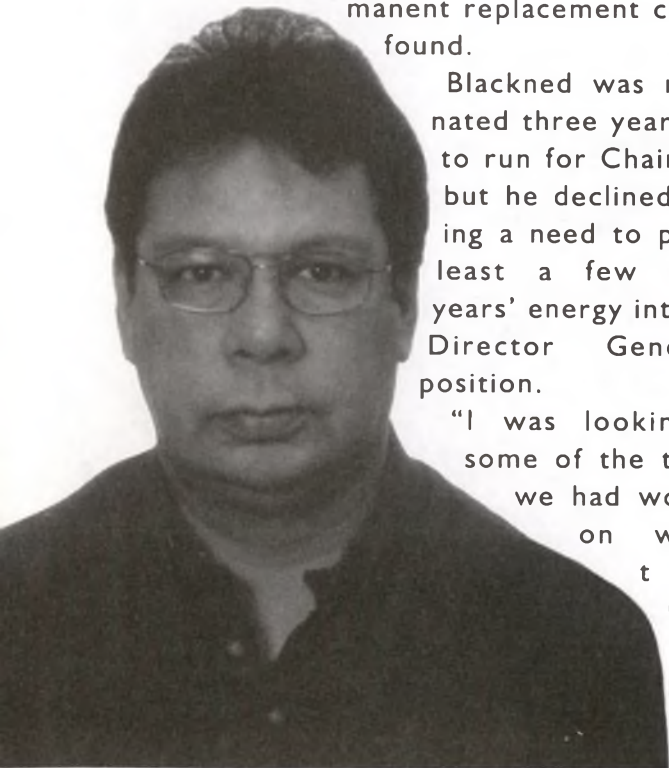 manent replacement c
found.
Blackned was
nated three year
to run for Chair
but he declined
ing a need to p
least a few
years’ energy int
Director Gene
position.
“I was lookin
some of the t
we had wo
on w
t